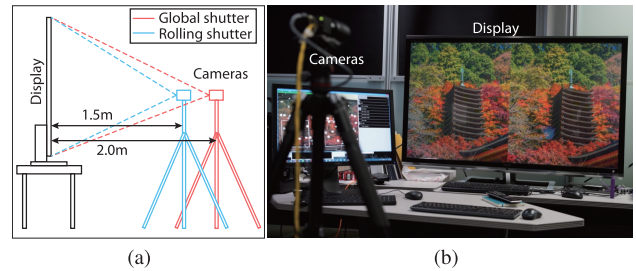 (a)
Global shutter
Rolling shutter
Display
Cameras
1.5m
2.0m
Cameras
Display
(a)
(b)